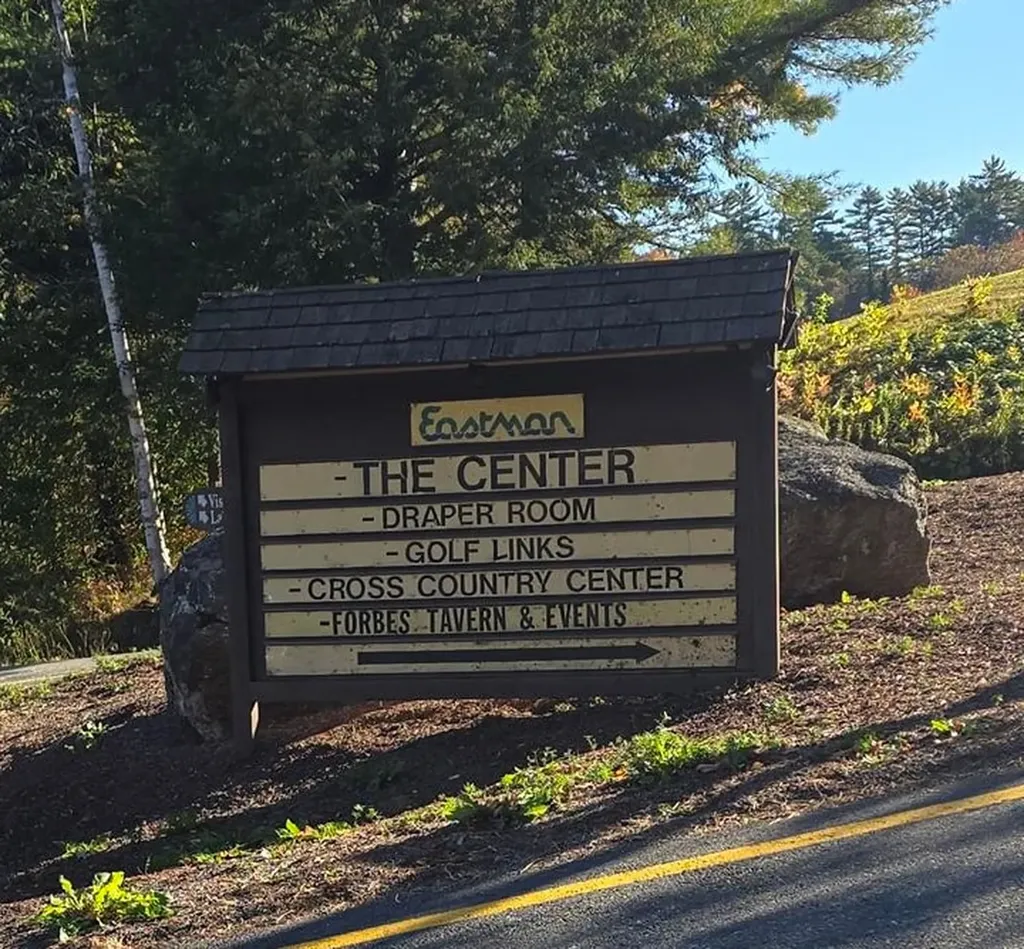 Eastman
-THE CENTER
-DRAPER ROOM
-GOLF LINKS
-CROSS COUNTRY CENTER
-FORBES TAVERN & EVENTS